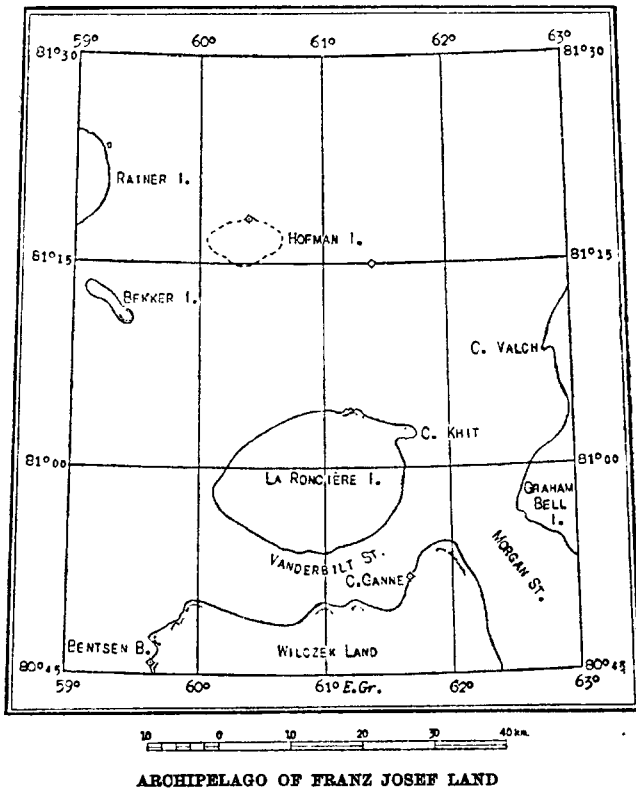 59° 60° 61° 62° 63°
81°30 81°30
RAINER I.
HOFMAN I.
81°15 81°15
BEKKER I.
C. VALCH
C. KHIT
81°00 81°00
LA RONCIÈRE I.
GRAHAM
BELL
I.
VANDERBILT ST.
MORGAN ST.
C. GANNE
BENTSEN B.
WILCZEK LAND
80°45 80°45
59° 60° 61° E.Gr. 62° 63°
10 0 10 20 30 40 km.
ARCHIPELAGO OF FRANZ JOSEF LAND